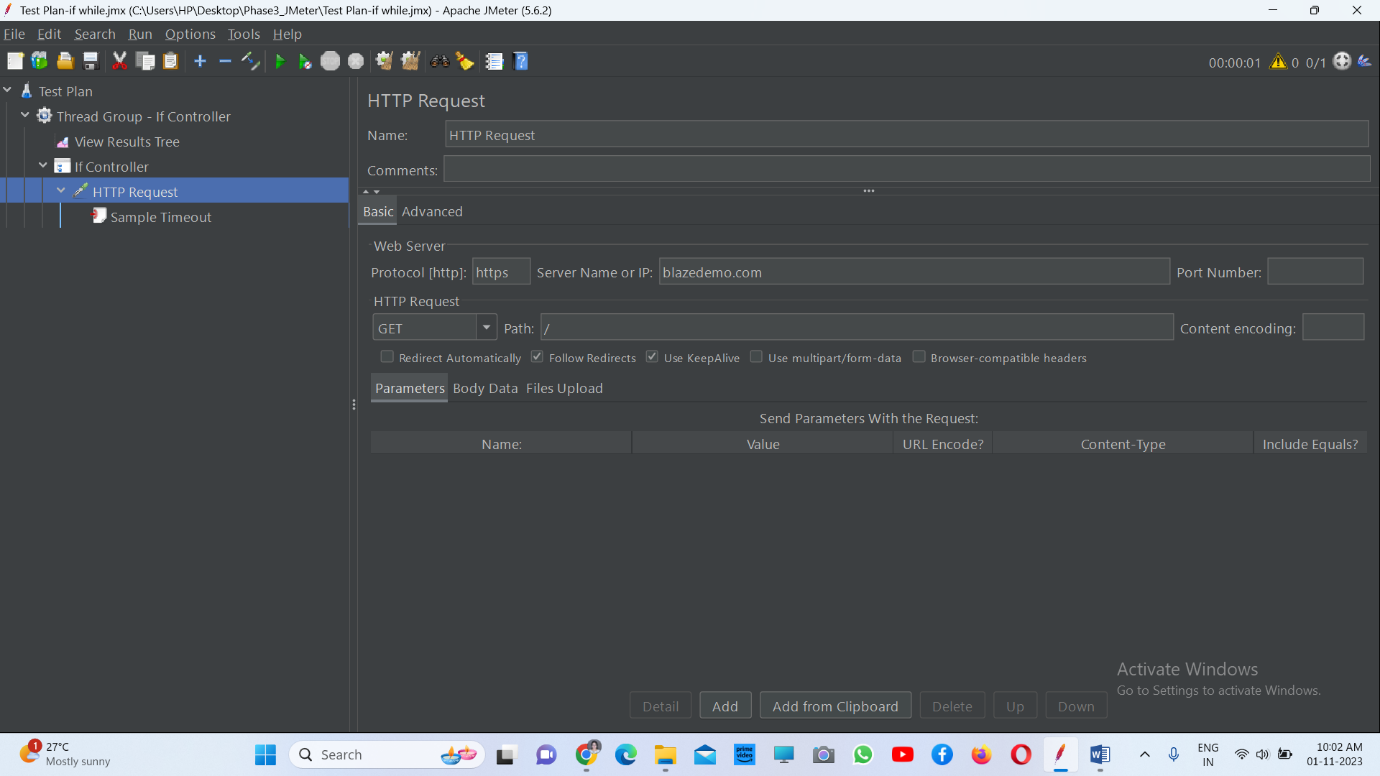 Test Plan-if while.jmx (C:\Users\HP\Desktop\Phase3_JMeter\Test Plan-if while.jmx) - Apache JMeter (5.6.2)
File Edit Search Run Options Tools Help
00:00:01 0 0/1
Test Plan
Thread Group - If Controller
View Results Tree
If Controller
HTTP Request
Sample Timeout
HTTP Request
Name: HTTP Request
Comments:
Basic Advanced
Web Server
Protocol [http]: https Server Name or IP: blazedemo.com Port Number:
HTTP Request
GET Path: / Content encoding:
Redirect Automatically Follow Redirects Use KeepAlive Use multipart/form-data Browser-compatible headers
Parameters Body Data Files Upload
Send Parameters With the Request:
Name: Value URL Encode? Content-Type Include Equals?
Activate Windows
Go to Settings to activate Windows.
Detail Add Add from Clipboard Delete Up Down
1 27°C
Mostly sunny
Search
prime video
ENG
IN
10:02 AM
01-11-2023